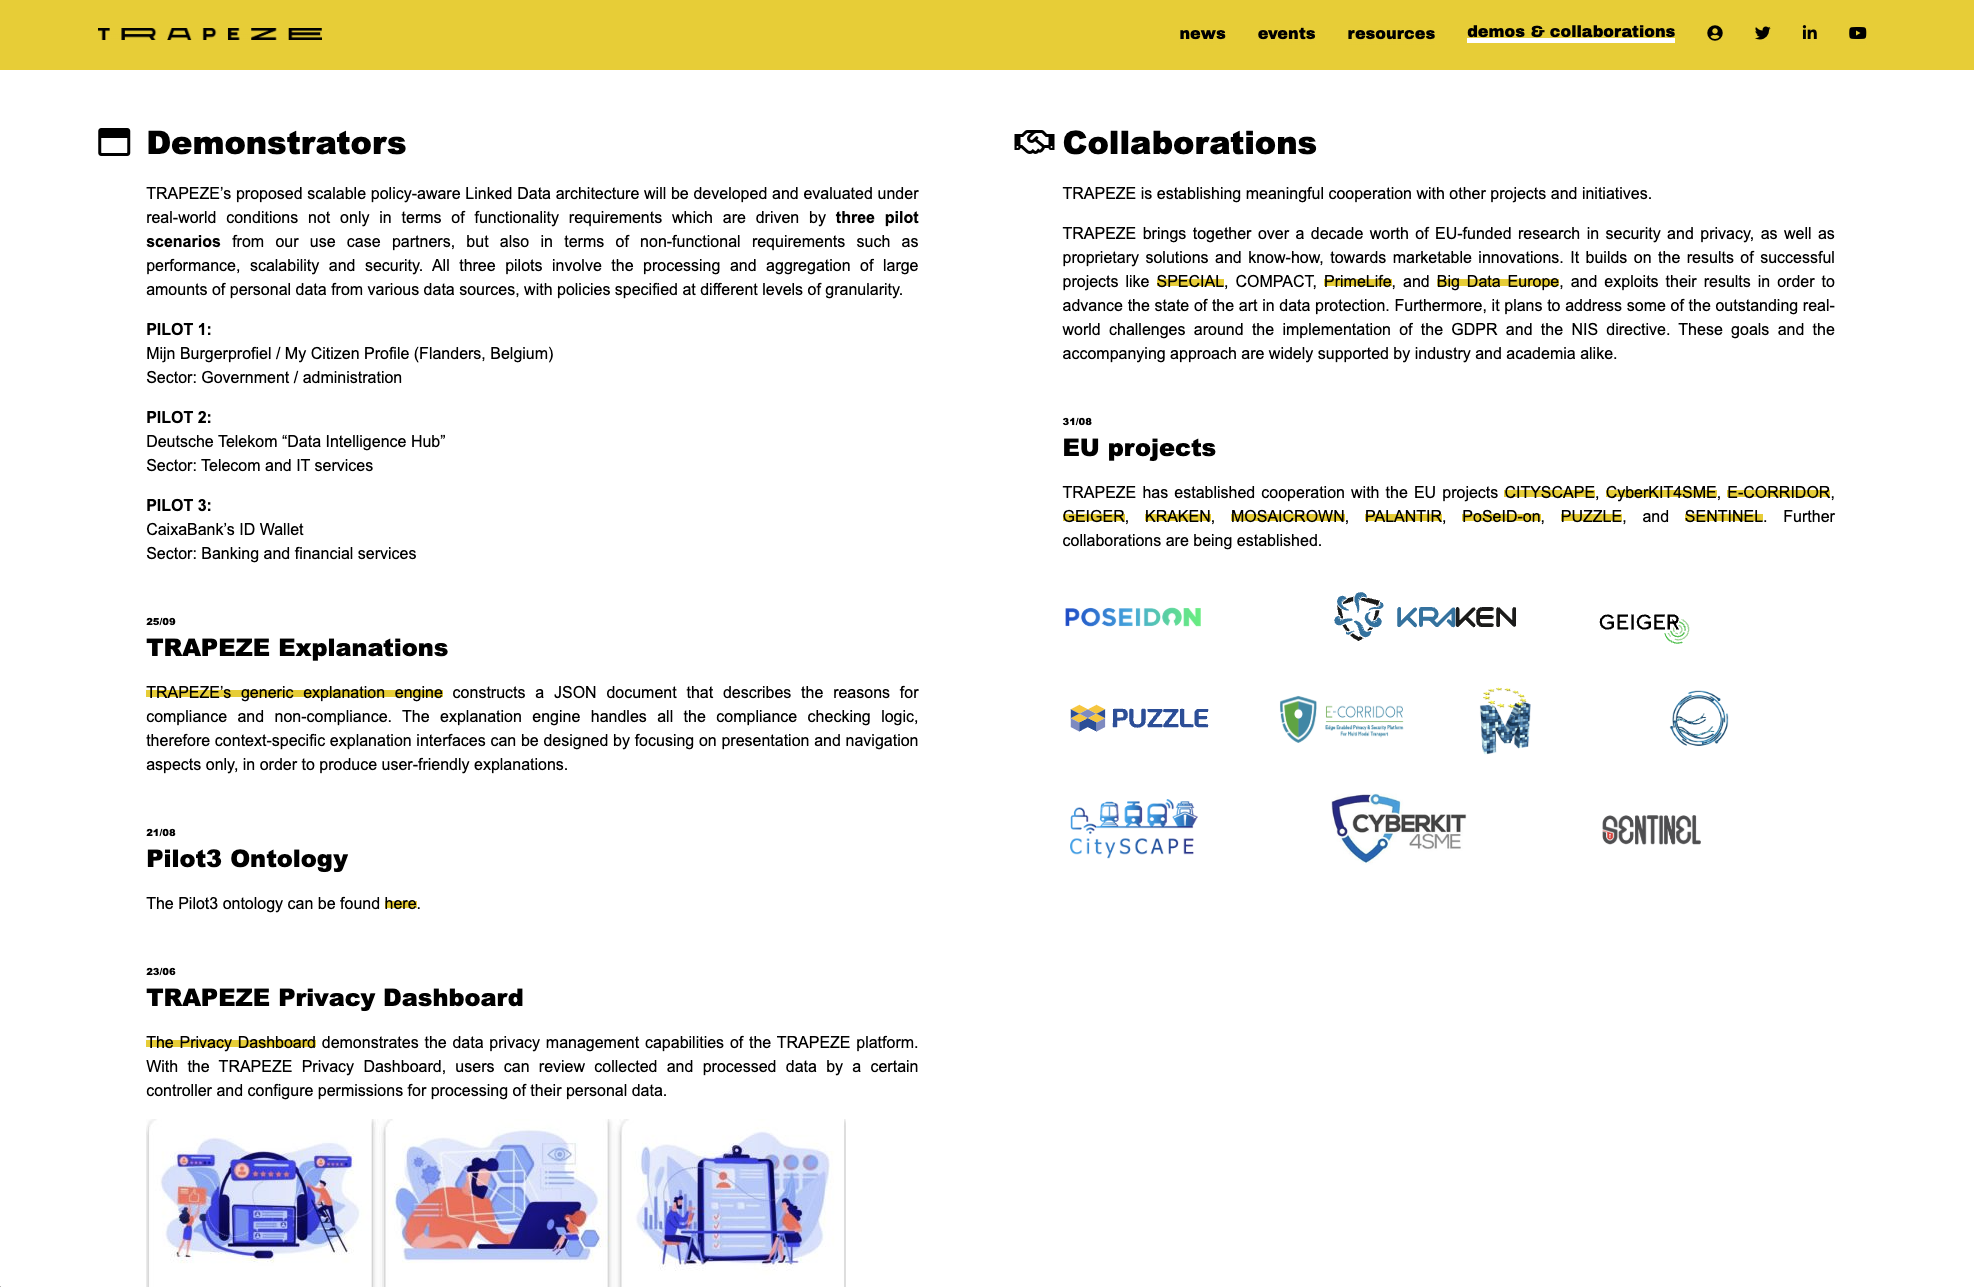 TRAPEZE
news events resources demos & collaborations
Demonstrators
TRAPEZE's proposed scalable policy-aware Linked Data architecture will be developed and evaluated under
real-world conditions not only in terms of functionality requirements which are driven by three pilot
scenarios from our use case partners, but also in terms of non-functional requirements such as
performance, scalability and security. All three pilots involve the processing and aggregation of large
amounts of personal data from various data sources, with policies specified at different levels of granularity.
PILOT 1:
Mijn Burgerprofiel / My Citizen Profile (Flanders, Belgium)
Sector: Government / administration
PILOT 2:
Deutsche Telekom “Data Intelligence Hub”
Sector: Telecom and IT services
PILOT 3:
CaixaBank's ID Wallet
Sector: Banking and financial services
25/09
TRAPEZE Explanations
TRAPEZE's generic explanation engine constructs a JSON document that describes the reasons for
compliance and non-compliance. The explanation engine handles all the compliance checking logic,
therefore context-specific explanation interfaces can be designed by focusing on presentation and navigation
aspects only, in order to produce user-friendly explanations.
21/08
Pilot3 Ontology
The Pilot3 ontology can be found here.
23/06
TRAPEZE Privacy Dashboard
The Privacy Dashboard demonstrates the data privacy management capabilities of the TRAPEZE platform.
With the TRAPEZE Privacy Dashboard, users can review collected and processed data by a certain
controller and configure permissions for processing of their personal data.
Collaborations
TRAPEZE is establishing meaningful cooperation with other projects and initiatives.
TRAPEZE brings together over a decade worth of EU-funded research in security and privacy, as well as
proprietary solutions and know-how, towards marketable innovations. It builds on the results of successful
projects like SPECIAL, COMPACT, PrimeLife, and Big Data Europe, and exploits their results in order to
advance the state of the art in data protection. Furthermore, it plans to address some of the outstanding real-
world challenges around the implementation of the GDPR and the NIS directive. These goals and the
accompanying approach are widely supported by industry and academia alike.
31/08
EU projects
TRAPEZE has established cooperation with the EU projects CITYSCAPE, CyberKIT4SME, E-CORRIDOR,
GEIGER, KRAKEN, MOSAICROWN, PALANTIR, PoSeID-on, PUZZLE, and SENTINEL. Further
collaborations are being established.
POSEIDON
KRAKEN
GEIGER
PUZZLE
E-CORRIDOR
Edge Enabled Privacy & Security Platform
For Multi Modal Transport
M
CitySCAPE
CYBERKIT
4SME
SENTINEL